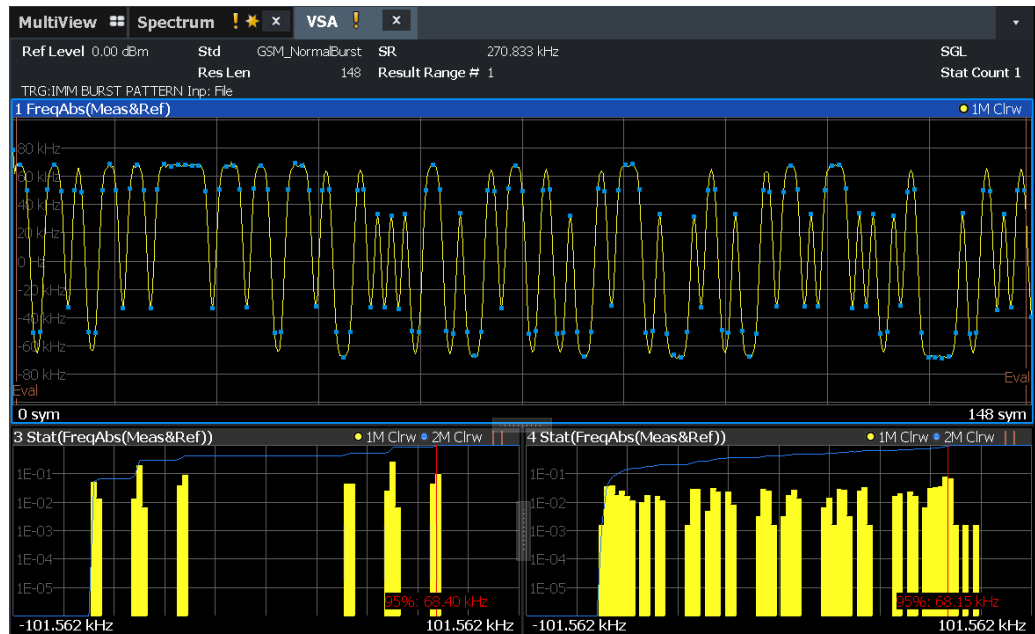 MultiView Spectrum ! x VSA ! x
Ref Level 0.00 dBm Std GSM_NormalBurst SR 270.833 kHz SGL
Res Len 148 Result Range # 1 Stat Count 1
TRG:IMM BURST PATTERN Inp: File
1 FreqAbs(Meas&Ref) 1M Clrw
80 kHz
60 kHz
40 kHz
20 kHz
0 Hz
-20 kHz
-40 kHz
-60 kHz
-80 kHz
Eval Eval
0 sym 148 sym
3 Stat(FreqAbs(Meas&Ref)) 1M Clrw 2M Clrw
1E-01
1E-02
1E-03
1E-04
1E-05
95%: 68.40 kHz
-101.562 kHz 101.562 kHz
4 Stat(FreqAbs(Meas&Ref)) 1M Clrw 2M Clrw
1E-01
1E-02
1E-03
1E-04
1E-05
95%: 68.15 kHz
-101.562 kHz 101.562 kHz